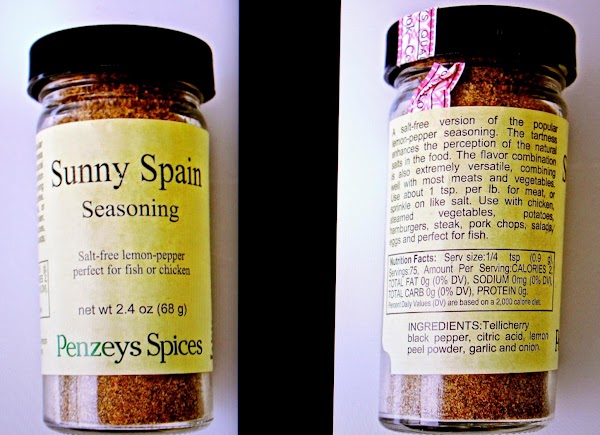 Sunny Spain
Seasoning
Salt-free lemon-pepper
perfect for fish or chicken
net wt 2.4 oz (68 g)
Penzeys Spices
A salt-free version of the popular
lemon-pepper seasoning. The tartness
enhances the perception of the natural
salts in the food. The flavor combination
is also extremely versatile, combining
well with most meats and vegetables.
Use about 1 tsp. per lb. for meat, or
sprinkle on like salt. Use with chicken,
steamed vegetables, potatoes,
hamburgers, steak, pork chops, salads,
eggs and perfect for fish.
Nutrition Facts: Serv size:1/4 tsp (0.9 g),
Servings:75, Amount Per Serving:CALORIES 2,
TOTAL FAT 0g (0% DV), SODIUM 0mg (0% DV),
TOTAL CARB 0g (0% DV), PROTEIN 0g.
Percent Daily Values (DV) are based on a 2,000 calorie diet.
INGREDIENTS:Tellicherry
black pepper, citric acid, lemon
peel powder, garlic and onion.